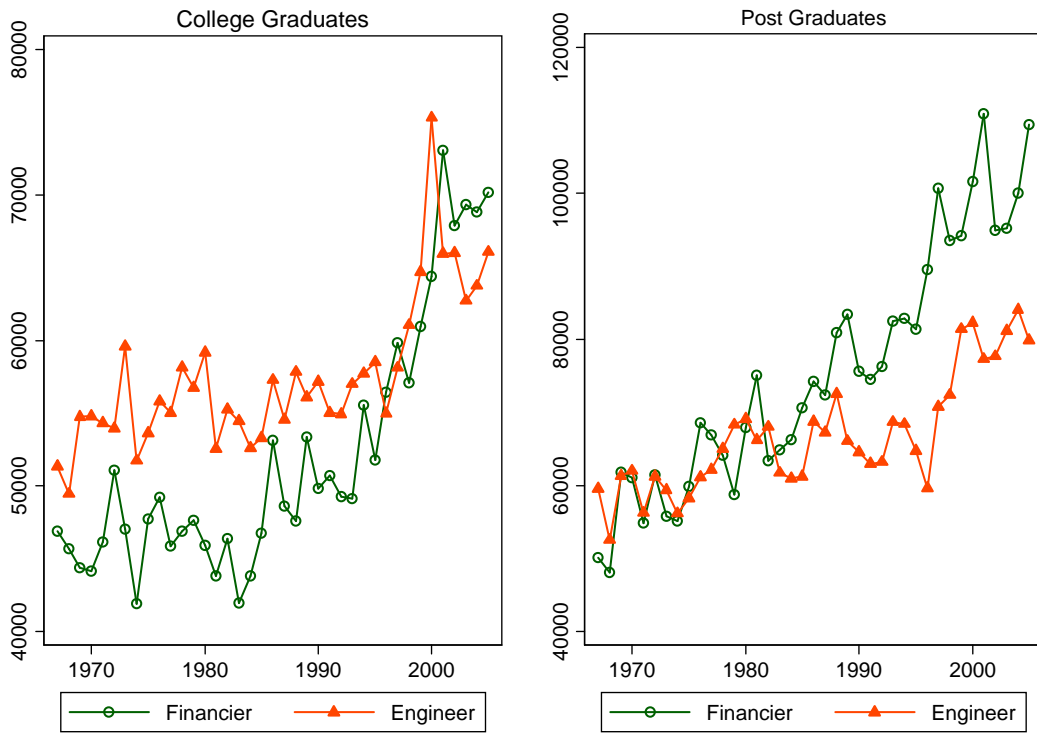 College Graduates
80000
70000
60000
50000
40000
1970 1980 1990 2000
Financier Engineer
Post Graduates
120000
100000
80000
60000
40000
1970 1980 1990 2000
Financier Engineer